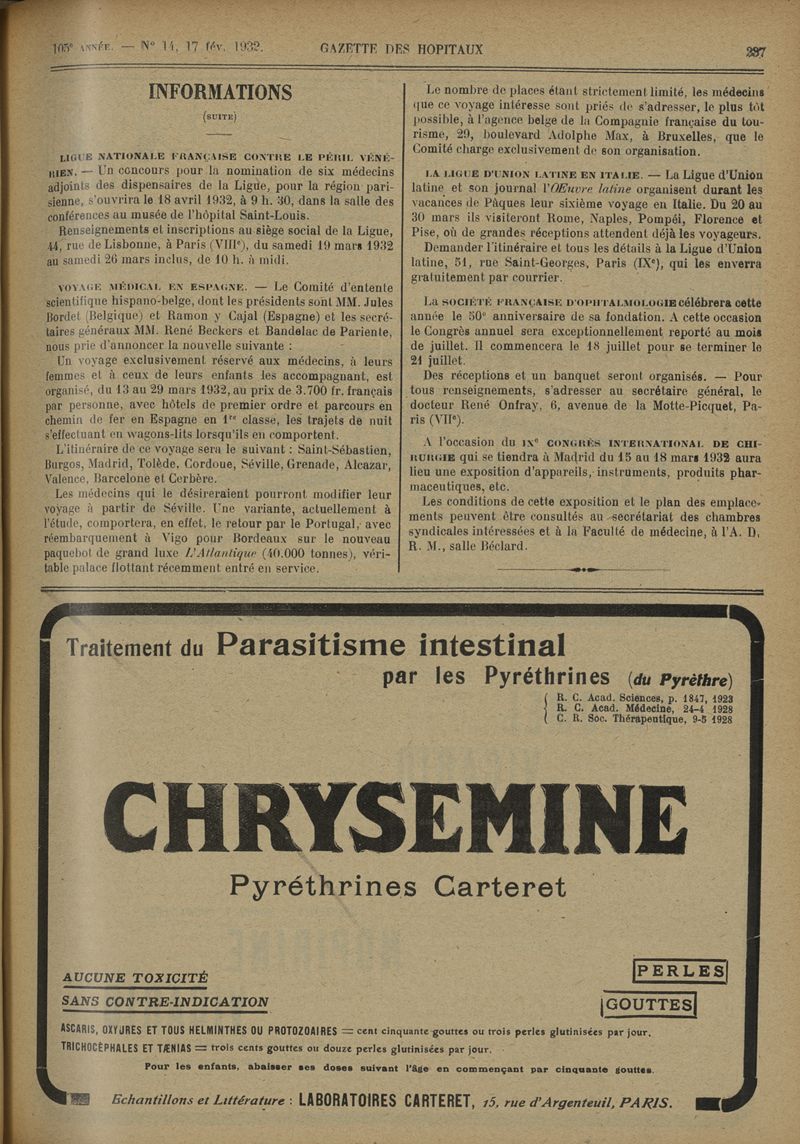 105e ANNÉE. — N° 14, 17 fév. 1932.
GAZETTE DES HOPITAUX
287
INFORMATIONS
(SUITE)
LIGUE NATIONALE FRANÇAISE CONTRE LE PÉRIL VÉNÉ-
RIEN. — Un concours pour la nomination de six médecins
adjoints des dispensaires de la Ligue, pour la région pari-
sienne, s'ouvrira le 18 avril 1932, à 9 h. 30, dans la salle des
conférences au musée de l'hôpital Saint-Louis.
Renseignements et inscriptions au siège social de la Ligue,
44, rue de Lisbonne, à Paris (VIIIe), du samedi 19 mars 1932
au samedi 26 mars inclus, de 10 h. à midi.
VOYAGE MÉDICAL EN ESPAGNE. — Le Comité d'entente
scientifique hispano-belge, dont les présidents sont MM. Jules
Bordet (Belgique) et Ramon y Cajal (Espagne) et les secré-
taires généraux MM. René Beckers et Bandelac de Pariente,
nous prie d'annoncer la nouvelle suivante :
Un voyage exclusivement réservé aux médecins, à leurs
femmes et à ceux de leurs enfants les accompagnant, est
organisé, du 13 au 29 mars 1932, au prix de 3.700 fr. français
par personne, avec hôtels de premier ordre et parcours en
chemin de fer en Espagne en 1re classe, les trajets de nuit
s'effectuant en wagons-lits lorsqu'ils en comportent.
L'itinéraire de ce voyage sera le suivant : Saint-Sébastien,
Burgos, Madrid, Tolède, Cordoue, Séville, Grenade, Alcazar,
Valence, Barcelone et Cerbère.
Les médecins qui le désireraient pourront modifier leur
voyage à partir de Séville. Une variante, actuellement à
l'étude, comportera, en effet, le retour par le Portugal, avec
réembarquement à Vigo pour Bordeaux sur le nouveau
paquebot de grand luxe L'Atlantique (40.000 tonnes), véri-
table palace flottant récemment entré en service.
Le nombre de places étant strictement limité, les médecins
que ce voyage intéresse sont priés de s'adresser, le plus tôt
possible, à l'agence belge de la Compagnie française du tou-
risme, 29, boulevard Adolphe Max, à Bruxelles, que le
Comité charge exclusivement de son organisation.
LA LIGUE D'UNION LATINE EN ITALIE. — La Ligue d'Union
latine et son journal l'Œuvre latine organisent durant les
vacances de Pâques leur sixième voyage en Italie. Du 20 au
30 mars ils visiteront Rome, Naples, Pompéi, Florence et
Pise, où de grandes réceptions attendent déjà les voyageurs.
Demander l'itinéraire et tous les détails à la Ligue d'Union
latine, 51, rue Saint-Georges, Paris (IXe), qui les enverra
gratuitement par courrier.
La SOCIÉTÉ FRANÇAISE D'OPHTALMOLOGIE célébrera cette
année le 50e anniversaire de sa fondation. A cette occasion
le Congrès annuel sera exceptionnellement reporté au mois
de juillet. Il commencera le 18 juillet pour se terminer le
21 juillet.
Des réceptions et un banquet seront organisés. — Pour
tous renseignements, s'adresser au secrétaire général, le
docteur René Onfray, 6, avenue de la Motte-Picquet, Pa-
ris (VIIe).
A l'occasion du IXe CONGRÈS INTERNATIONAL DE CHI-
RURGIE qui se tiendra à Madrid du 15 au 18 mars 1932 aura
lieu une exposition d'appareils, instruments, produits phar-
maceutiques, etc.
Les conditions de cette exposition et le plan des emplace-
ments peuvent être consultés au secrétariat des chambres
syndicales intéressées et à la Faculté de médecine, à l'A. D.
R. M., salle Béclard.
Traitement du Parasitisme intestinal
par les Pyréthrines (du Pyrèthre)
R. C. Acad. Sciences, p. 1847, 1923
R. C. Acad. Médecine, 24-4 1928
C. R. Soc. Thérapeutique, 9-5 1928
CHRYSEMINE
Pyréthrines Carteret
AUCUNE TOXICITÉ
SANS CONTRE-INDICATION
PERLES
GOUTTES
ASCARIS, OXYURES ET TOUS HELMINTHES OU PROTOZOAIRES = cent cinquante gouttes ou trois perles glutinisées par jour.
TRICHOCÉPHALES ET TÆNIAS = trois cents gouttes ou douze perles glutinisées par jour.
Pour les enfants, abaisser ses doses suivant l'âge en commençant par cinquante gouttes.
Echantillons et Littérature : LABORATOIRES CARTERET, 15, rue d'Argenteuil, PARIS.